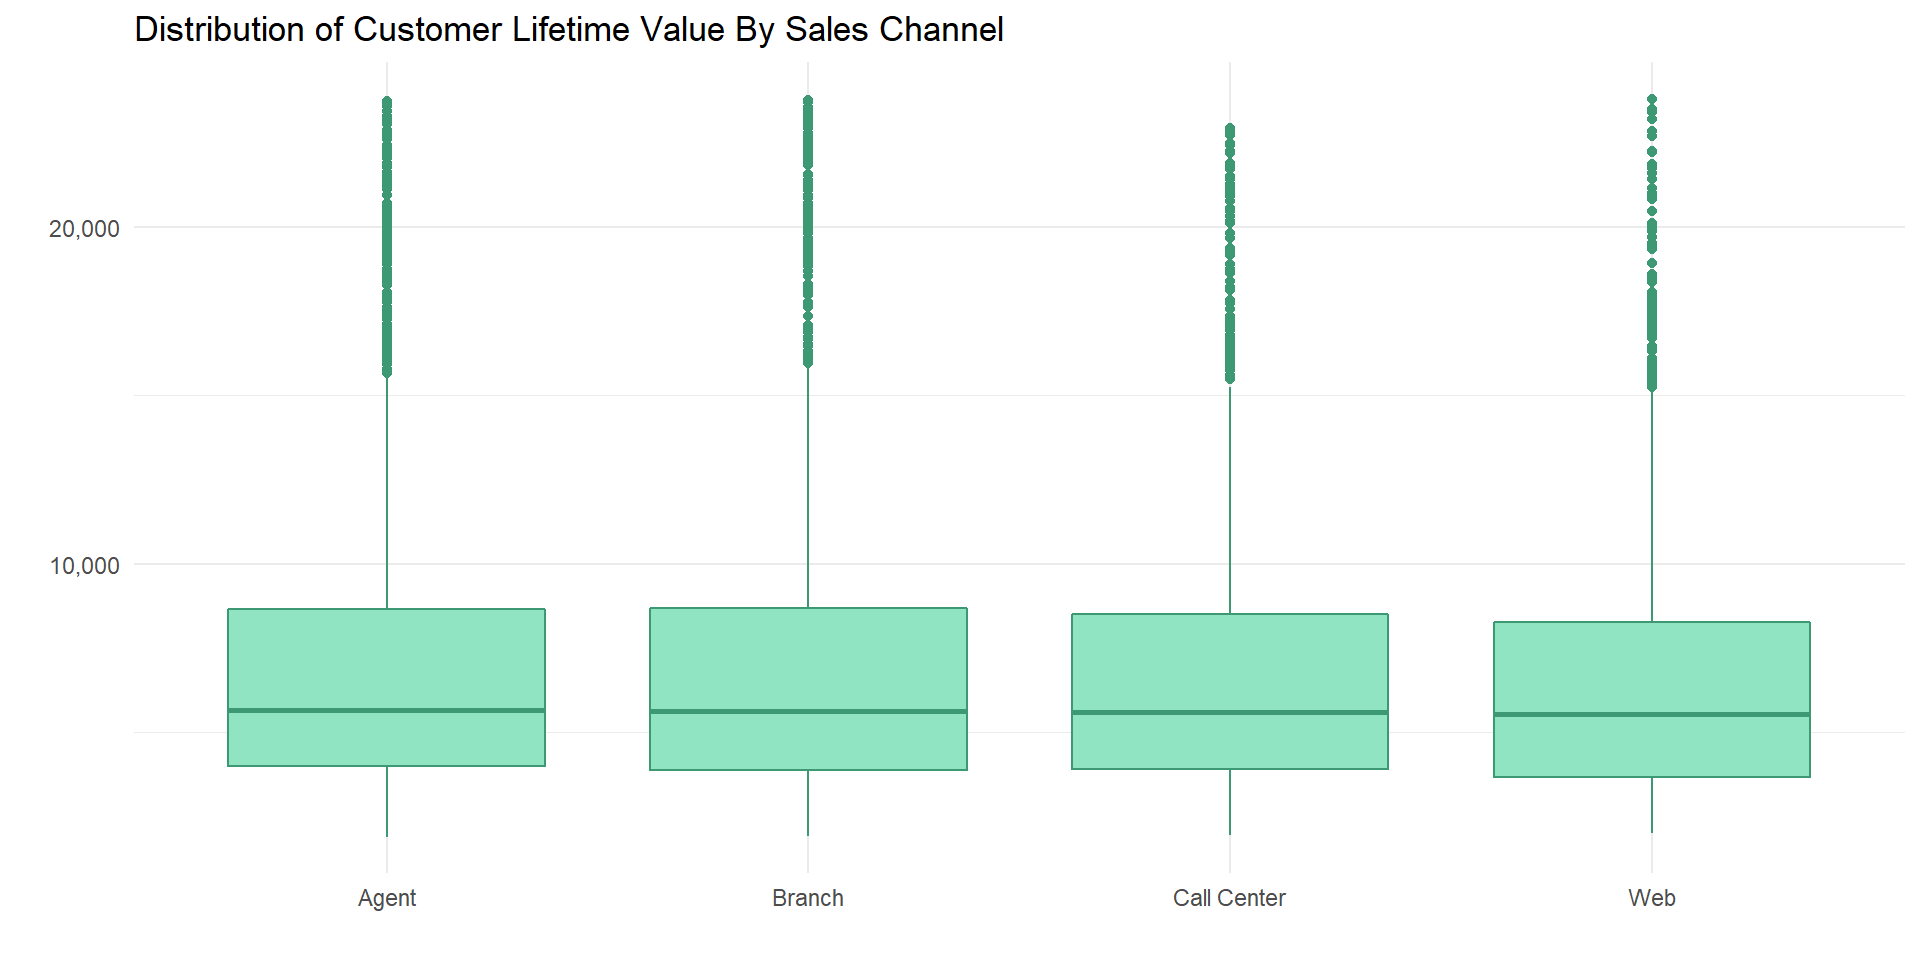 Distribution of Customer Lifetime Value By Sales Channel
20,000
10,000
Agent Branch Call Center Web